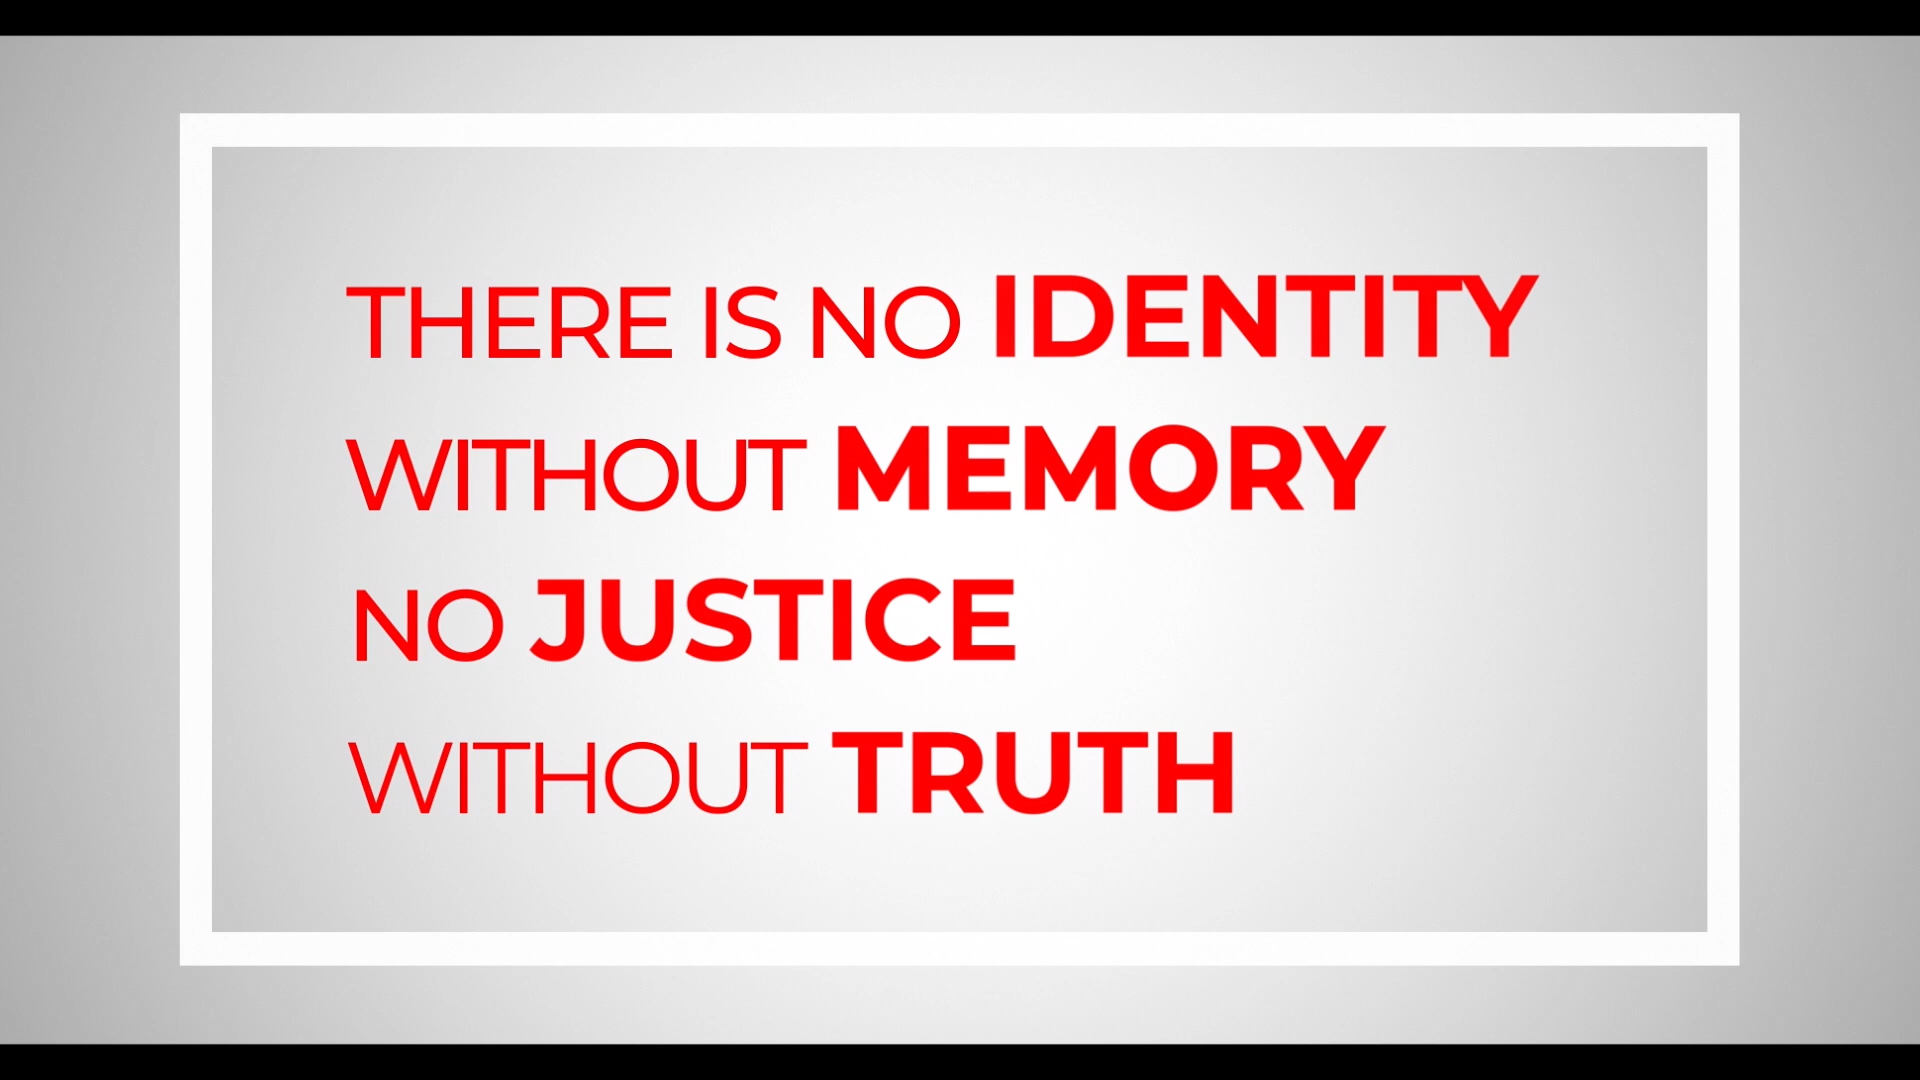 THERE IS NO IDENTITY
WITHOUT MEMORY
NO JUSTICE
WITHOUT TRUTH